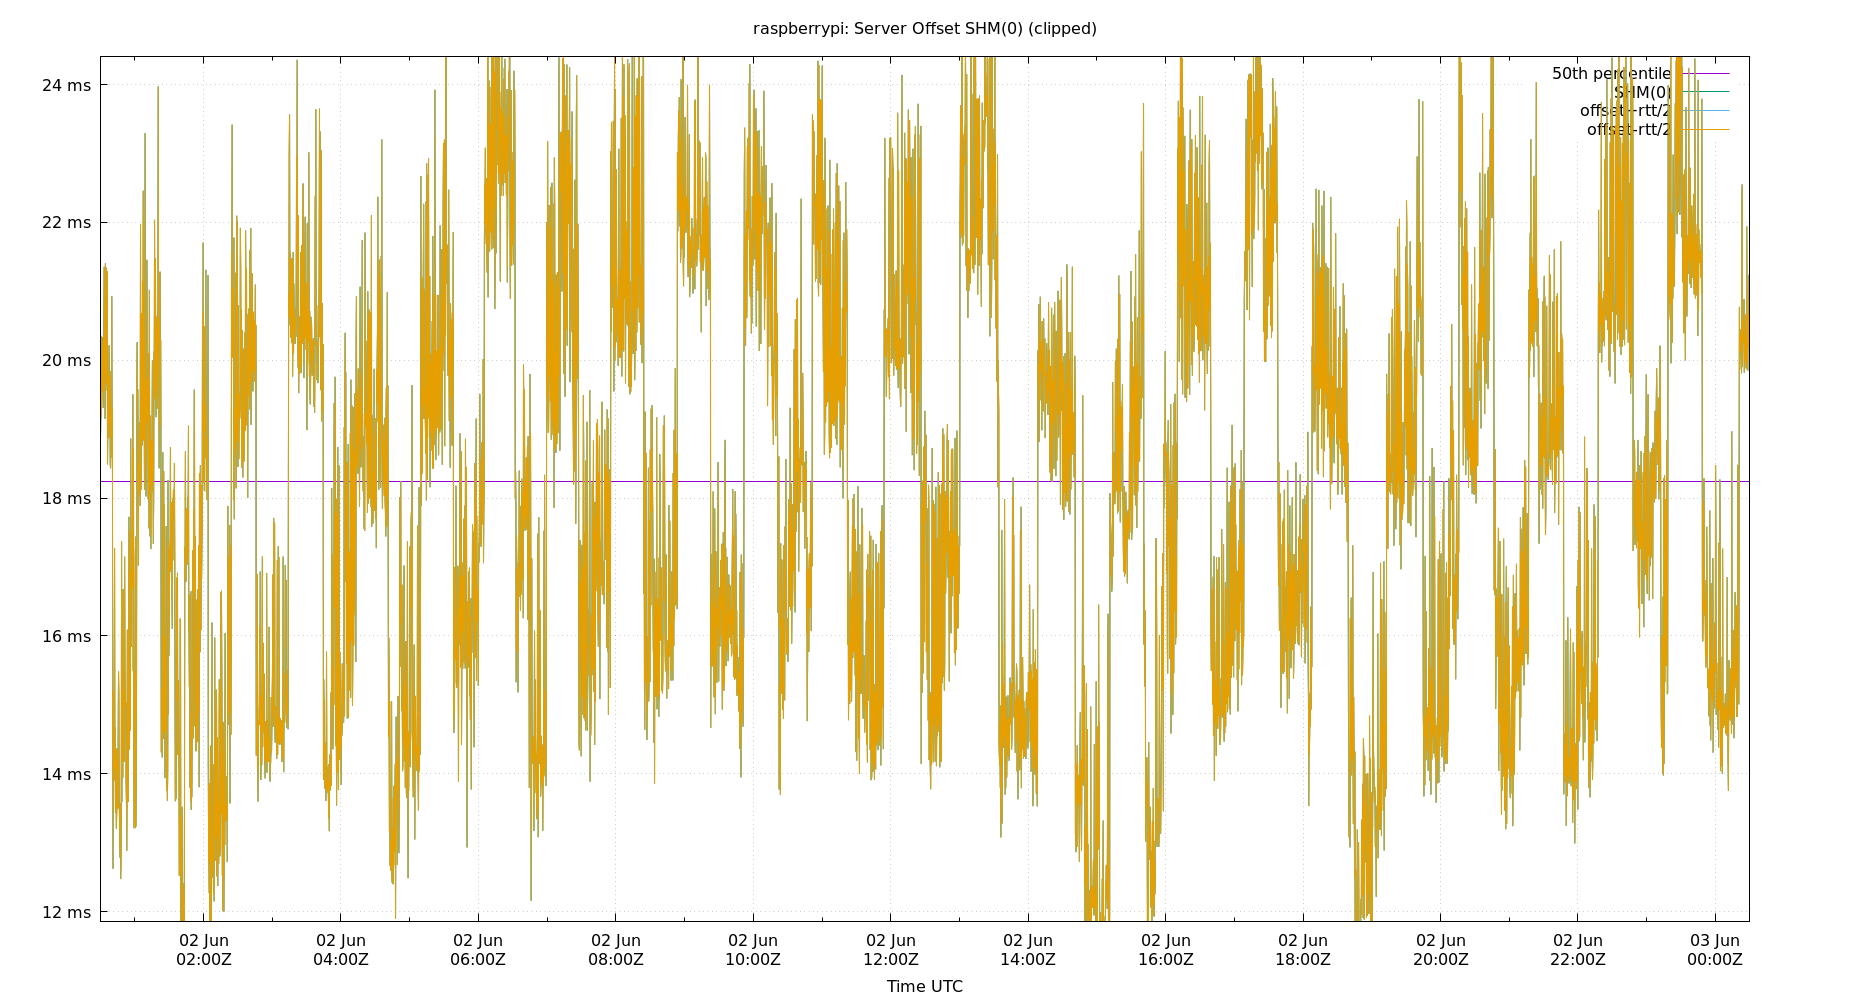 raspberrypi: Server Offset SHM(0) (clipped)
50th percentile
SHM(0)
offset+rtt/2
offset-rtt/2
24 ms
22 ms
20 ms
18 ms
16 ms
14 ms
12 ms
02 Jun 02 Jun 02 Jun 02 Jun 02 Jun 02 Jun 02 Jun 02 Jun 02 Jun 02 Jun 02 Jun 03 Jun
02:00Z 04:00Z 06:00Z 08:00Z 10:00Z 12:00Z 14:00Z 16:00Z 18:00Z 20:00Z 22:00Z 00:00Z
Time UTC